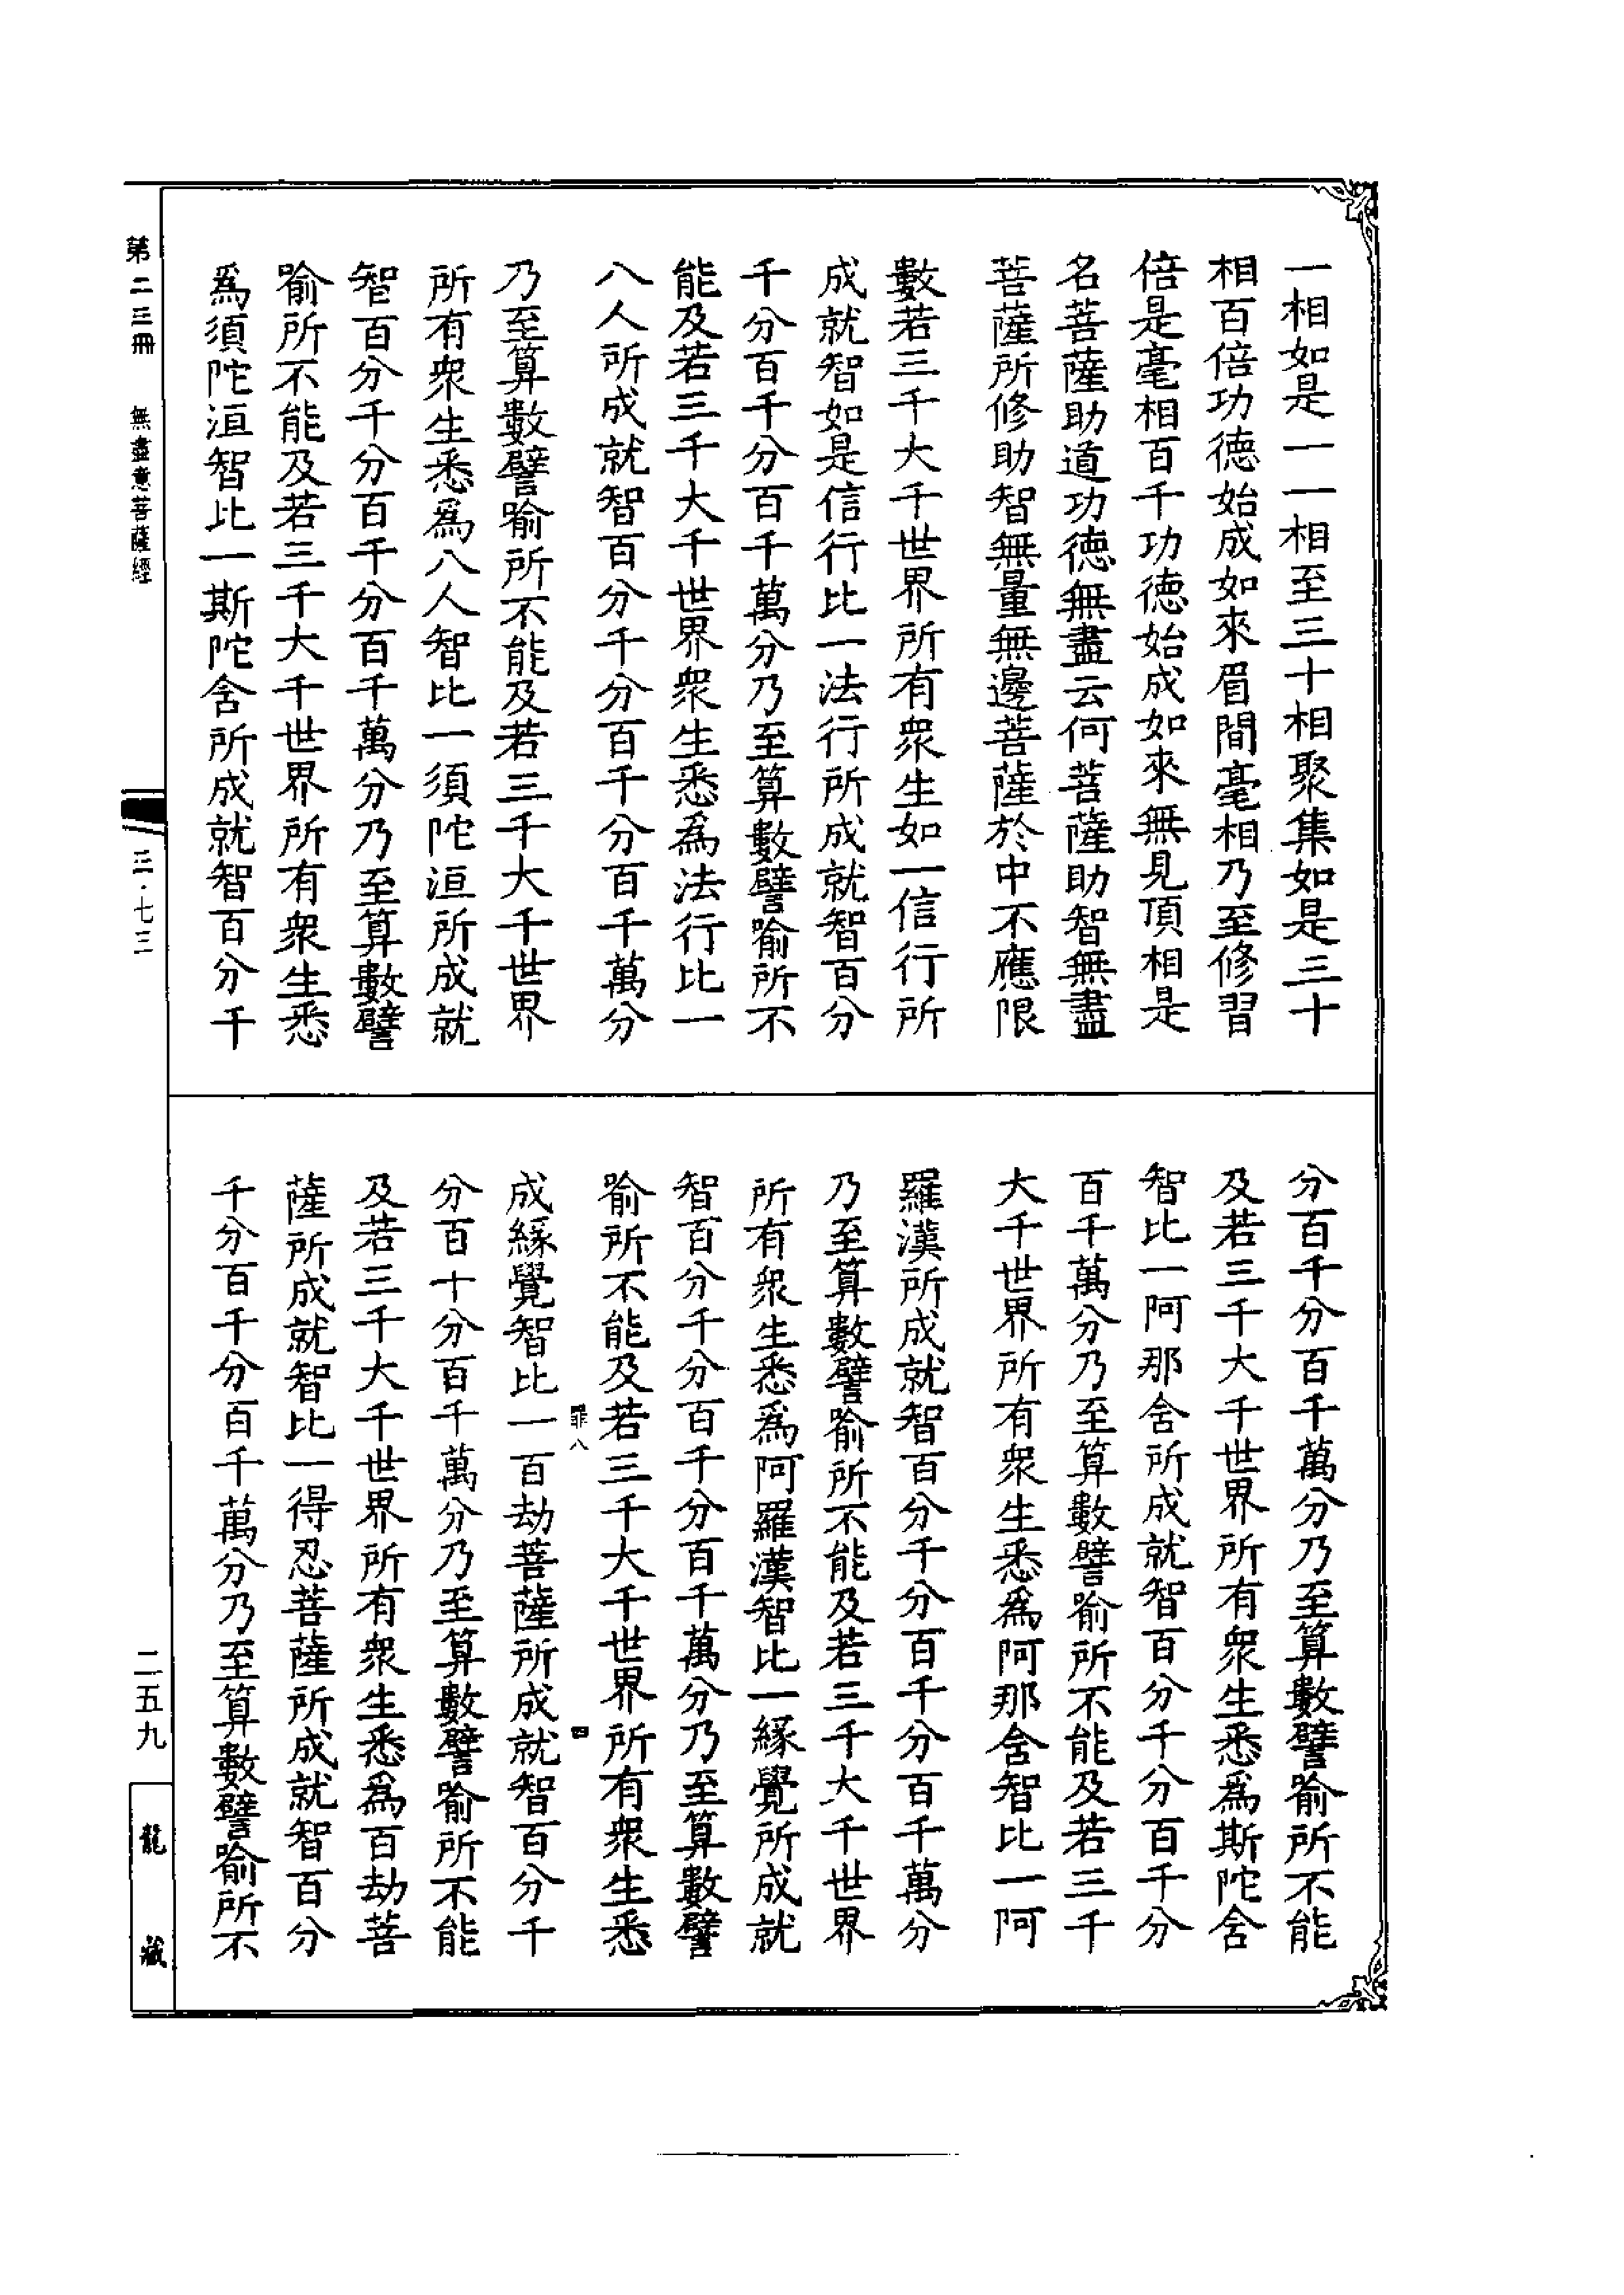 一相如是一一相至三十相聚集如是三十
相百倍功德始成如來眉間毫相乃至修習
倍是毫相百千功德始成如來無見頂相是
名菩薩助道功德無盡云何菩薩助智無盡
菩薩所修助智無量無邊菩薩於中不應限
數若三千大千世界所有衆生如一信行所
成就智如是信行比一法行所成就智百分
千分百千分百千萬分乃至算數譬喻所不
能及若三千大千世界衆生悉爲法行比一
八人所成就智百分千分百千分百千萬分
乃至算數譬喻所不能及若三千大千世界
所有衆生悉爲八人智比一須陀洹所成就
智百分千分百千分百千萬分乃至算數譬
喻所不能及若三千大千世界所有衆生悉
爲須陀洹智比一斯陀含所成就智百分千
分百千分百千萬分乃至算數譬喻所不能
及若三千大千世界所有衆生悉爲斯陀含
智比一阿那含所成就智百分千分百千分
百千萬分乃至算數譬喻所不能及若三千
大千世界所有衆生悉爲阿那含智比一阿
羅漢所成就智百分千分百千分百千萬分
乃至算數譬喻所不能及若三千大千世界
所有衆生悉爲阿羅漢智比一緣覺所成就
智百分千分百千分百千萬分乃至算數譬
喻所不能及若三千大千世界所有衆生悉
罪八 四
成緣覺智比一百劫菩薩所成就智百分千
分百十分百千萬分乃至算數譬喻所不能
及若三千大千世界所有衆生悉爲百劫菩
薩所成就智比一得忍菩薩所成就智百分
千分百千分百千萬分乃至算數譬喻所不
第二三冊 無盡意菩薩經
三·七三
二五九
龍藏